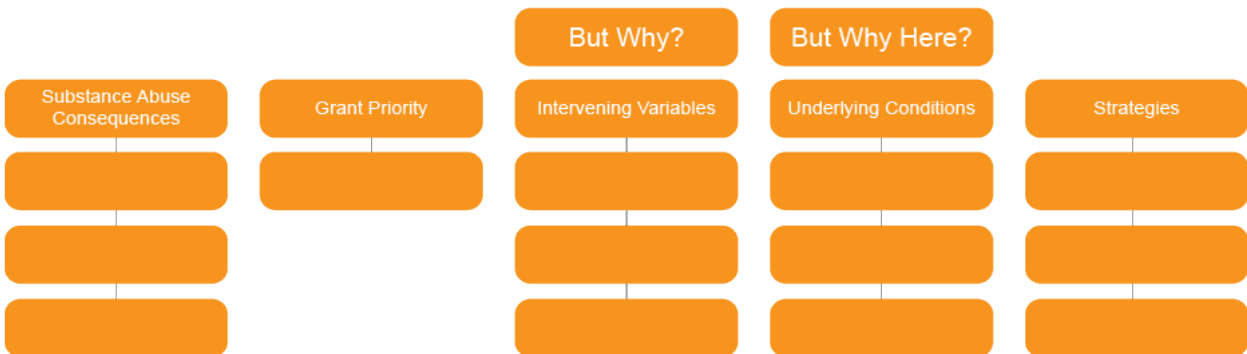 But Why?
But Why Here?
Substance Abuse
Consequences
Grant Priority
Intervening Variables
Underlying Conditions
Strategies